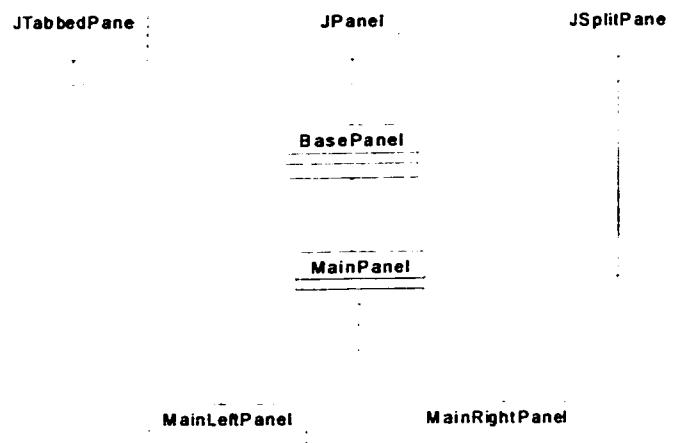 JTabbedPane
JPanel
JSplitPane
BasePanel
MainPanel
MainLeftPanel
MainRightPanel